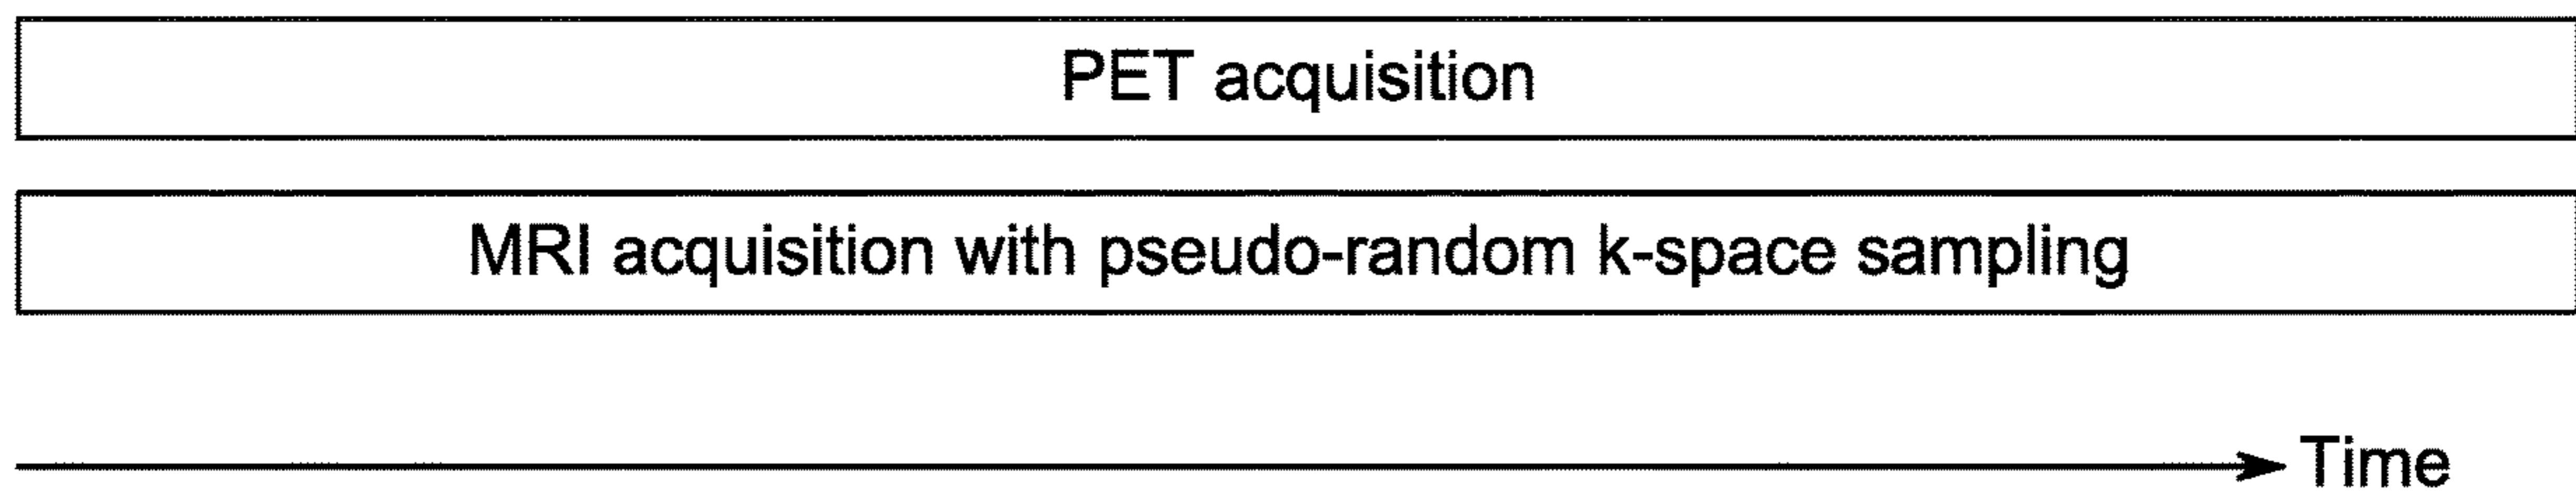 PET acquisition
MRI acquisition with pseudo-random k-space sampling
Time